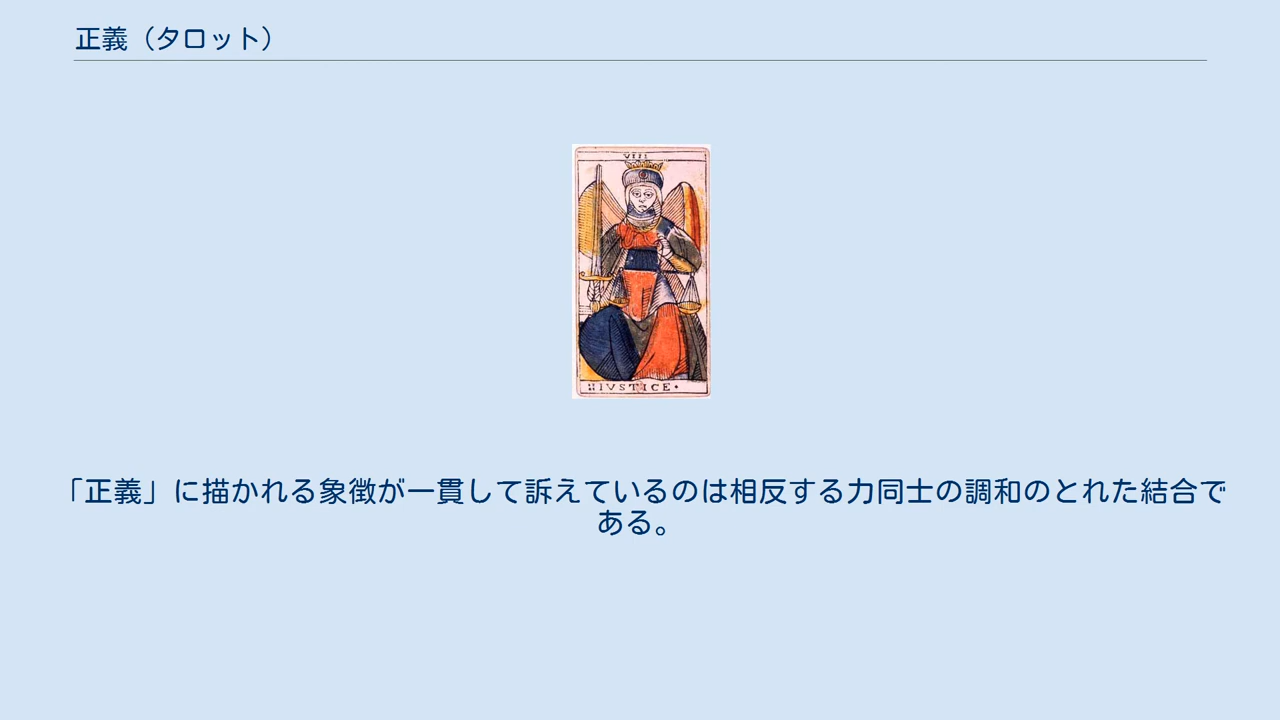 正義（タロット）
VIII
IVSTICE
「正義」に描かれる象徴が一貫して訴えているのは相反する力同士の調和のとれた結合で
ある。